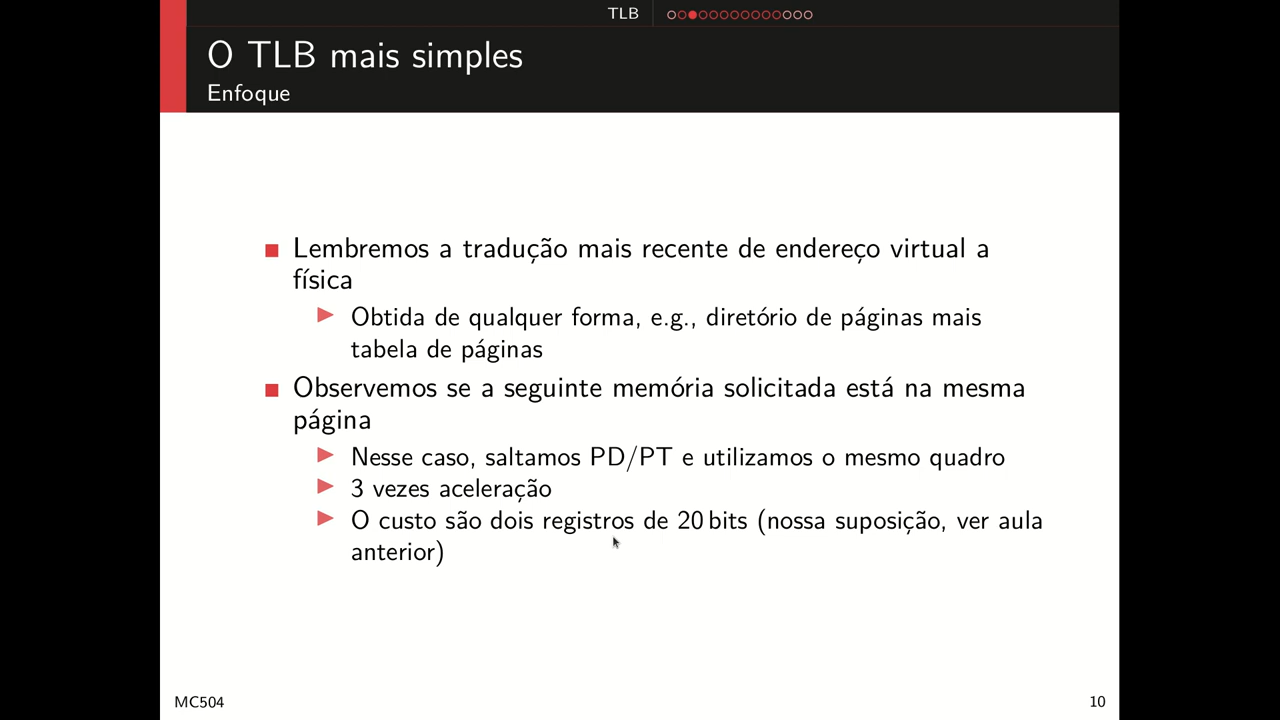 TLB
O TLB mais simples
Enfoque
Lembremos a tradução mais recente de endereço virtual a
física
Obtida de qualquer forma, e.g., diretório de páginas mais
tabela de páginas
Observemos se a seguinte memória solicitada está na mesma
página
Nesse caso, saltamos PD/PT e utilizamos o mesmo quadro
3 vezes aceleração
O custo são dois registros de 20 bits (nossa suposição, ver aula
anterior)
MC504
10